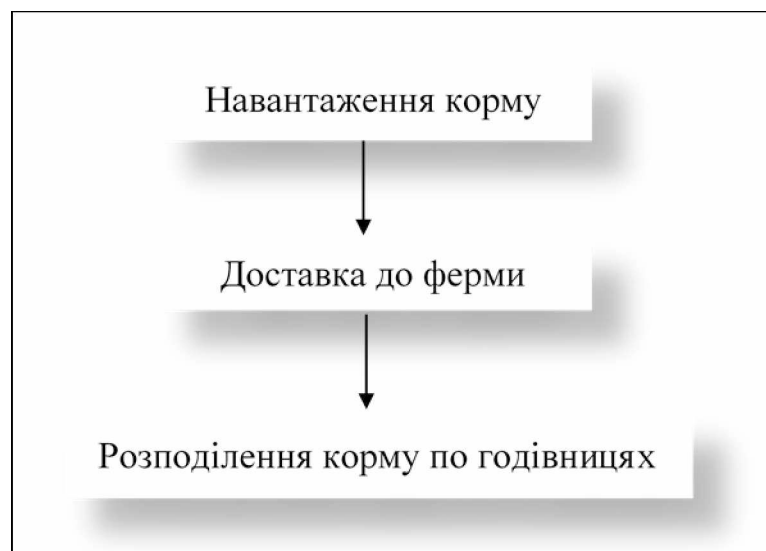 Навантаження корму
Доставка до ферми
Розподілення корму по годівницях